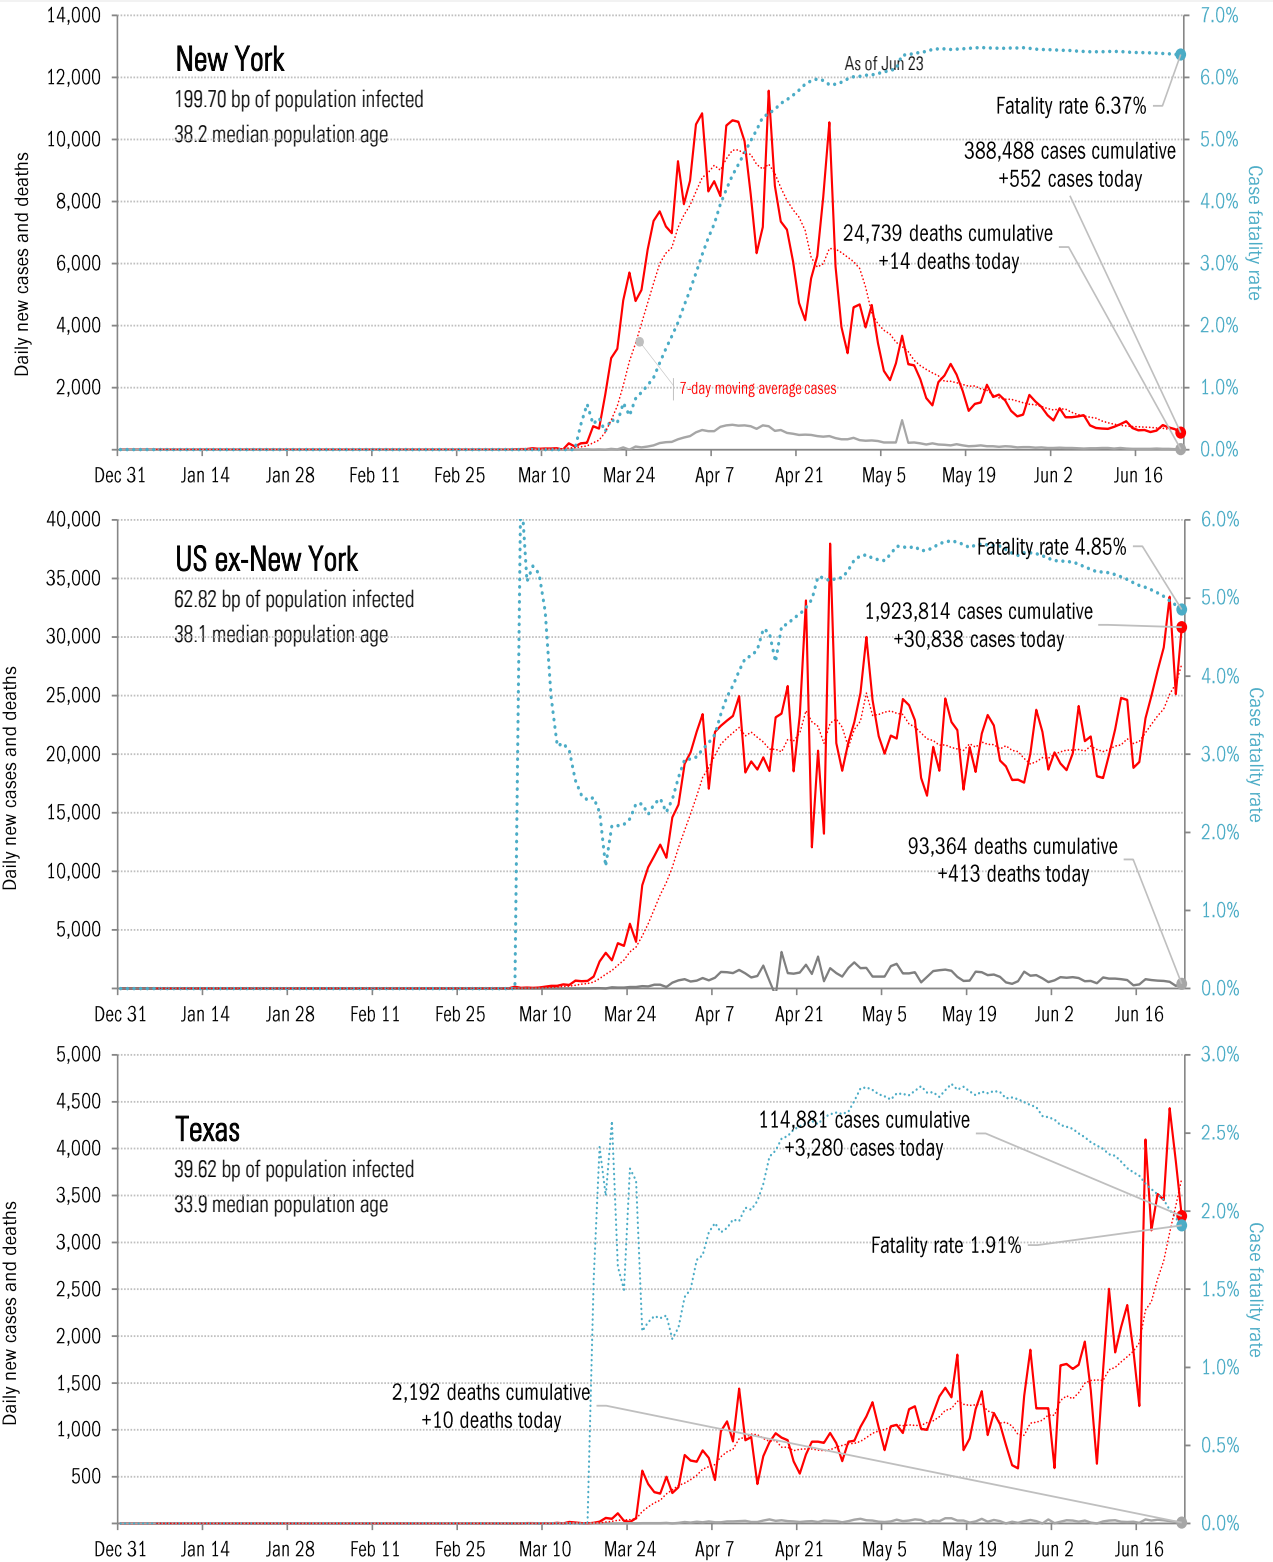 14,000
12,000
10,000
8,000
6,000
4,000
2,000
Daily new cases and deaths
New York
199.70 bp of population infected
38.2 median population age
As of Jun 23
Fatality rate 6.37%
388,488 cases cumulative
+552 cases today
24,739 deaths cumulative
+14 deaths today
7-day moving average cases
7.0%
6.0%
5.0%
4.0%
3.0%
2.0%
1.0%
0.0%
Case fatality rate
Dec 31 Jan 14 Jan 28 Feb 11 Feb 25 Mar 10 Mar 24 Apr 7 Apr 21 May 5 May 19 Jun 2 Jun 16
40,000
35,000
30,000
25,000
20,000
15,000
10,000
5,000
Daily new cases and deaths
US ex-New York
62.82 bp of population infected
38.1 median population age
Fatality rate 4.85%
1,923,814 cases cumulative
+30,838 cases today
93,364 deaths cumulative
+413 deaths today
6.0%
5.0%
4.0%
3.0%
2.0%
1.0%
0.0%
Case fatality rate
Dec 31 Jan 14 Jan 28 Feb 11 Feb 25 Mar 10 Mar 24 Apr 7 Apr 21 May 5 May 19 Jun 2 Jun 16
5,000
4,500
4,000
3,500
3,000
2,500
2,000
1,500
1,000
500
Daily new cases and deaths
Texas
39.62 bp of population infected
33.9 median population age
114,881 cases cumulative
+3,280 cases today
Fatality rate 1.91%
2,192 deaths cumulative
+10 deaths today
3.0%
2.5%
2.0%
1.5%
1.0%
0.5%
0.0%
Case fatality rate
Dec 31 Jan 14 Jan 28 Feb 11 Feb 25 Mar 10 Mar 24 Apr 7 Apr 21 May 5 May 19 Jun 2 Jun 16